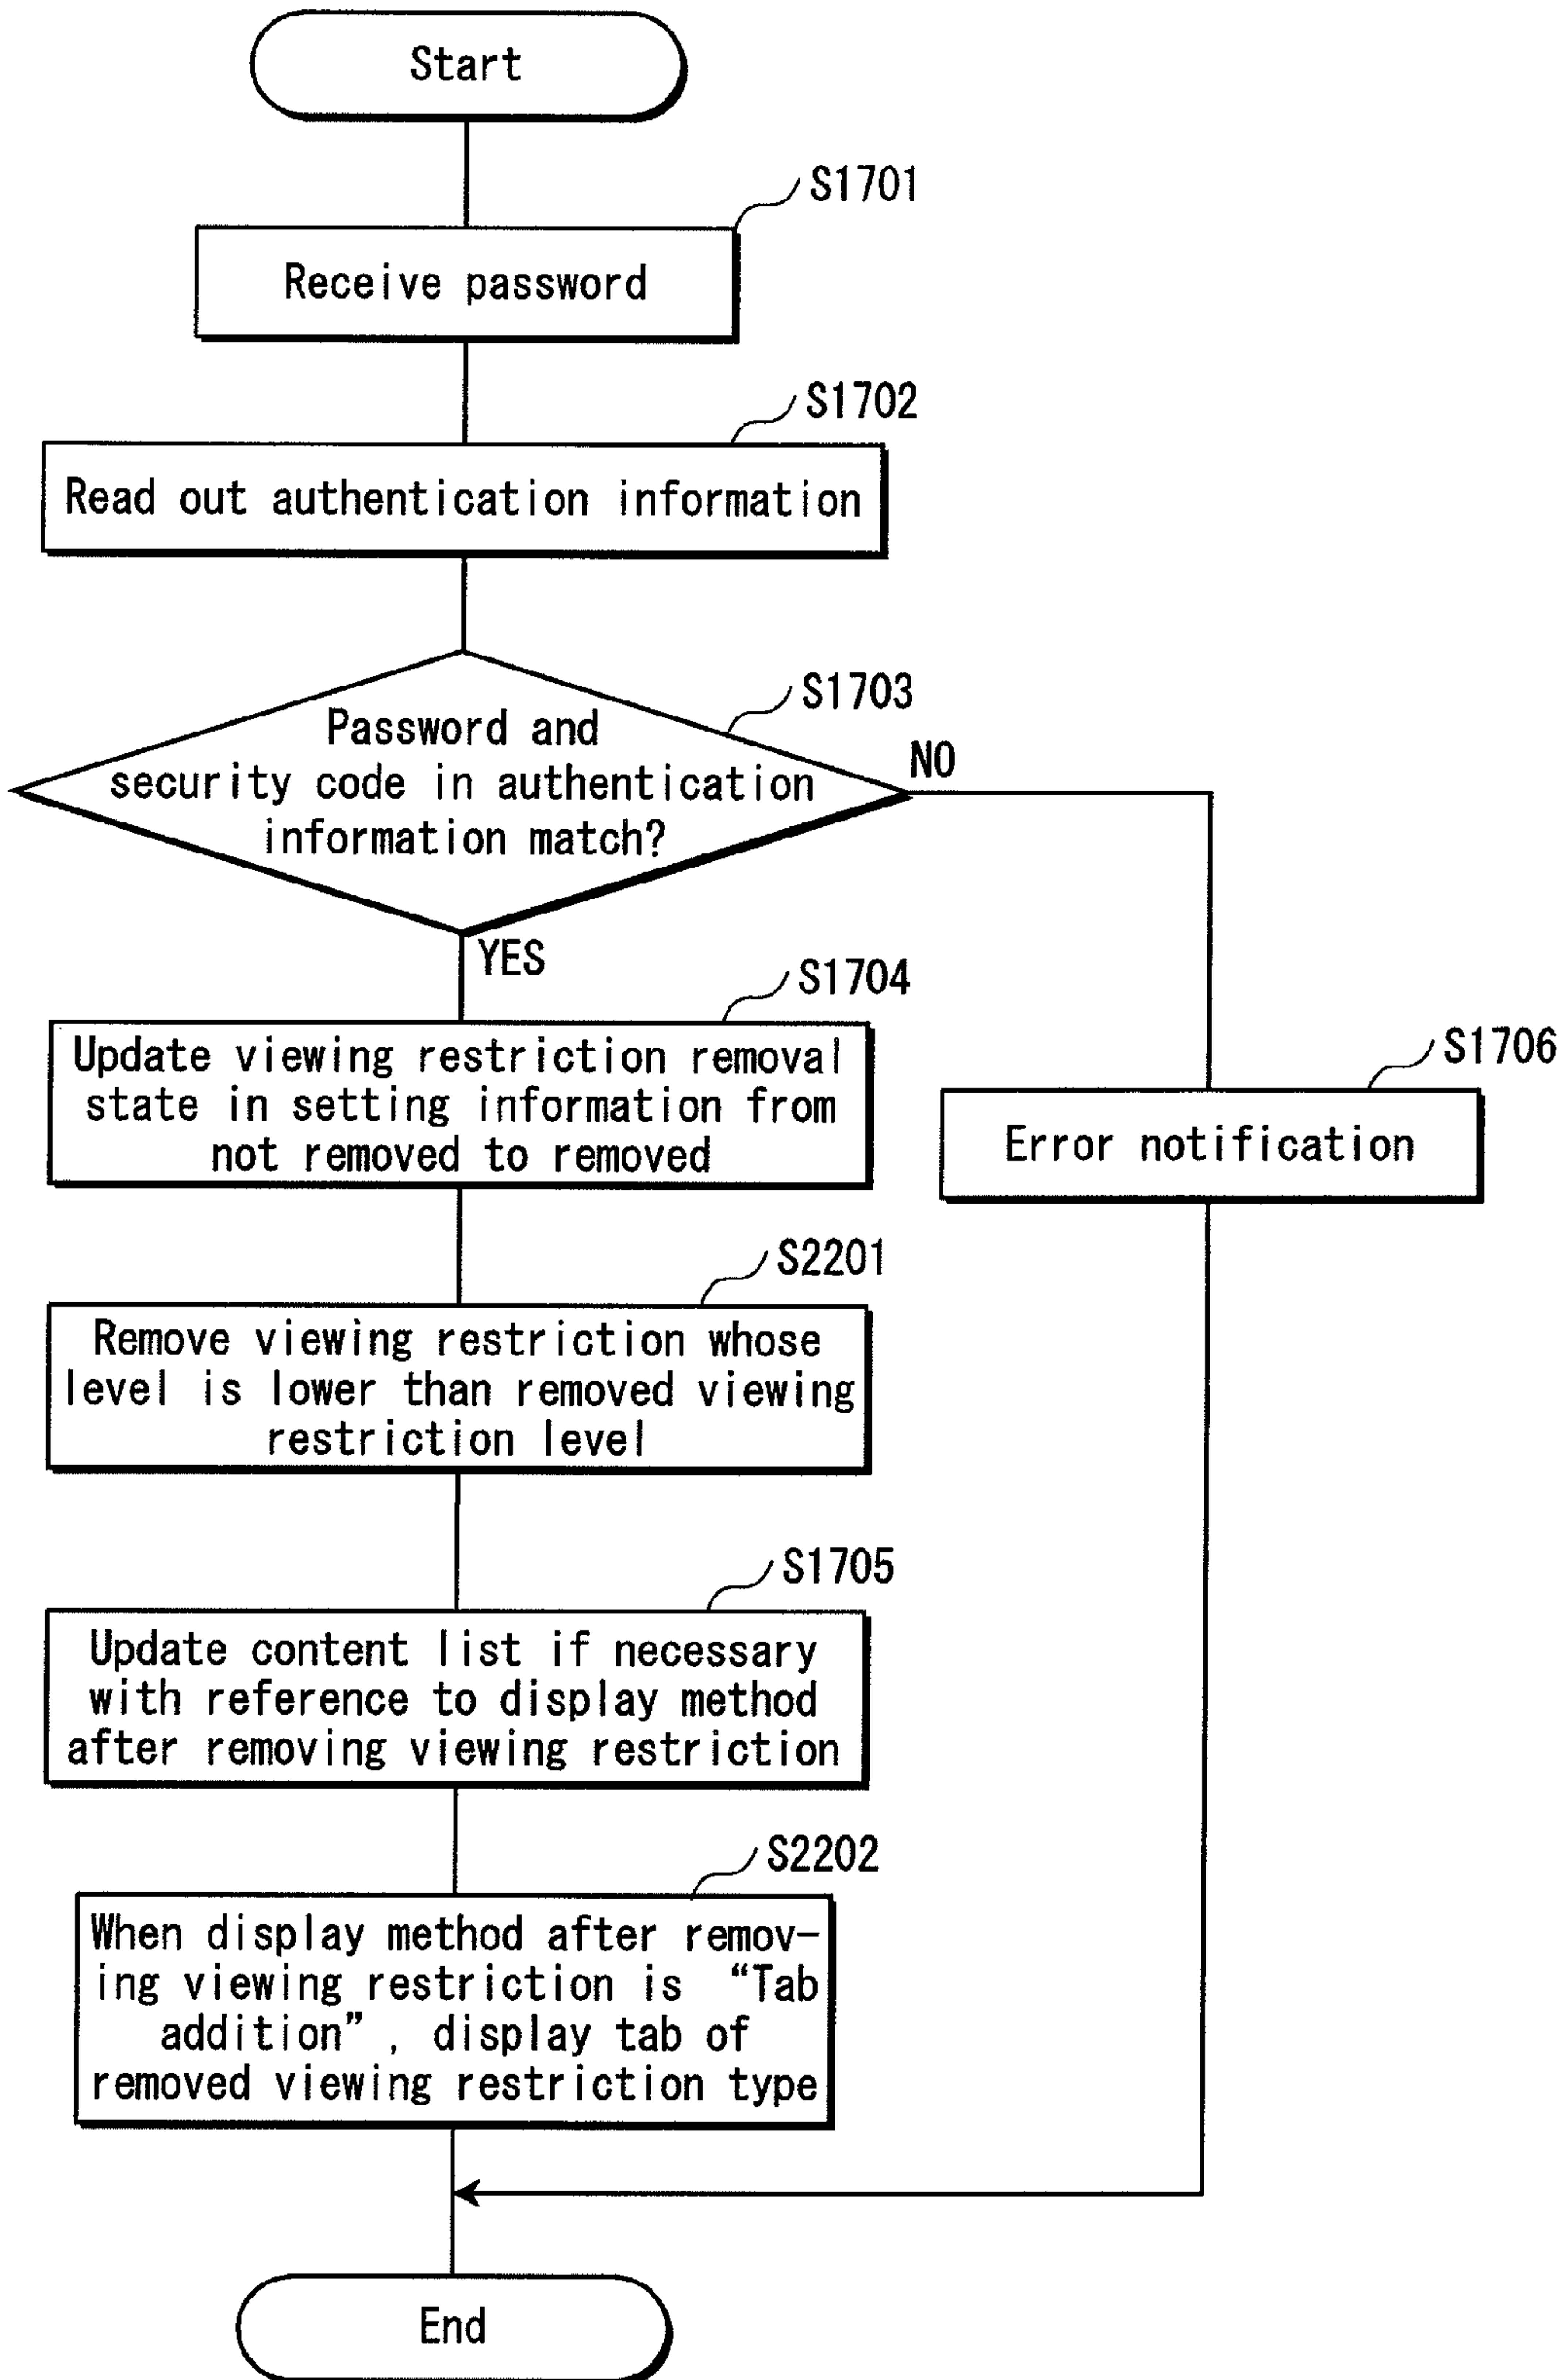 Start
S1701
Receive password
S1702
Read out authentication information
S1703
Password and
security code in authentication
information match?
NO
YES
S1704
Update viewing restriction removal
state in setting information from
not removed to removed
S1706
Error notification
S2201
Remove viewing restriction whose
level is lower than removed viewing
restriction level
S1705
Update content list if necessary
with reference to display method
after removing viewing restriction
S2202
When display method after remov-
ing viewing restriction is “Tab
addition”, display tab of
removed viewing restriction type
End